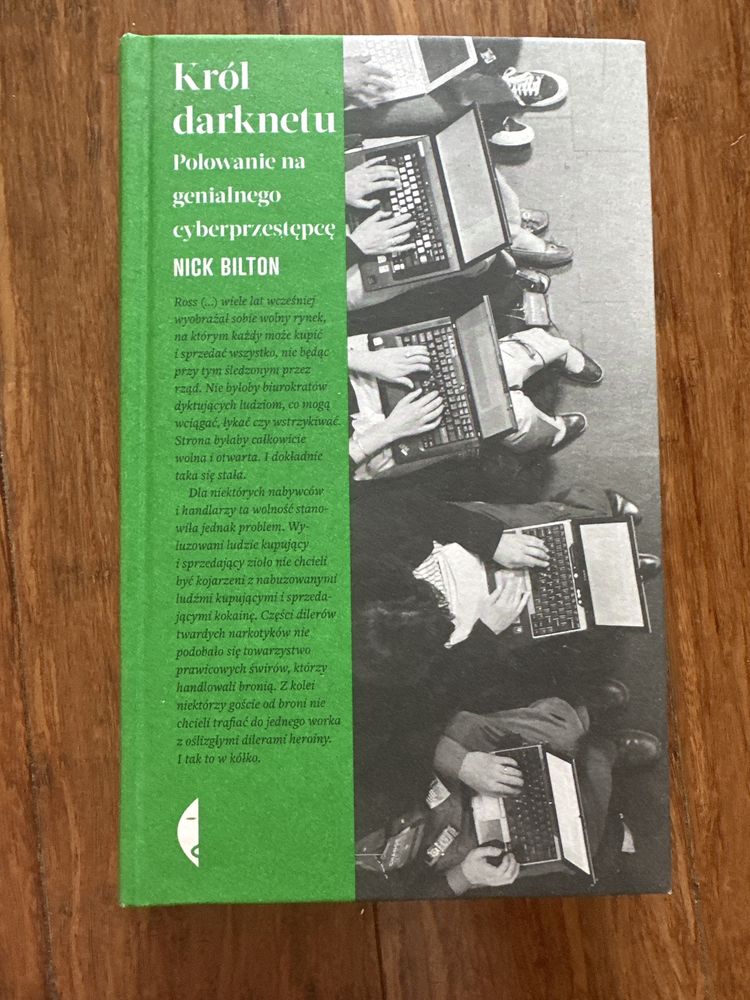 Król
darknetu
Polowanie na
genialnego
cyberprzestępcę
NICK BILTON
Ross (...) wiele lat wcześniej
wyobrażał sobie wolny rynek,
na którym każdy może kupić
i sprzedać wszystko, nie będąc
przy tym śledzonym przez
rząd. Nie byłoby biurokratów
dyktujących ludziom, co mogą
wciągać, łykać czy wstrzykiwać.
Strona byłaby całkowicie
wolna i otwarta. I dokładnie
taka się stała.
Dla niektórych nabywców
i handlarzy ta wolność stano-
wiła jednak problem. Wy-
luzowani ludzie kupujący
i sprzedający zioło nie chcieli
być kojarzeni z nabuzowanymi
ludźmi kupującymi i sprzeda-
jącymi kokainę. Części dilerów
twardych narkotyków nie
podobało się towarzystwo
prawicowych świrów, którzy
handlowali bronią. Z kolei
niektórzy goście od broni nie
chcieli trafiać do jednego worka
z oślizgłymi dilerami heroiny.
I tak to w kółko.